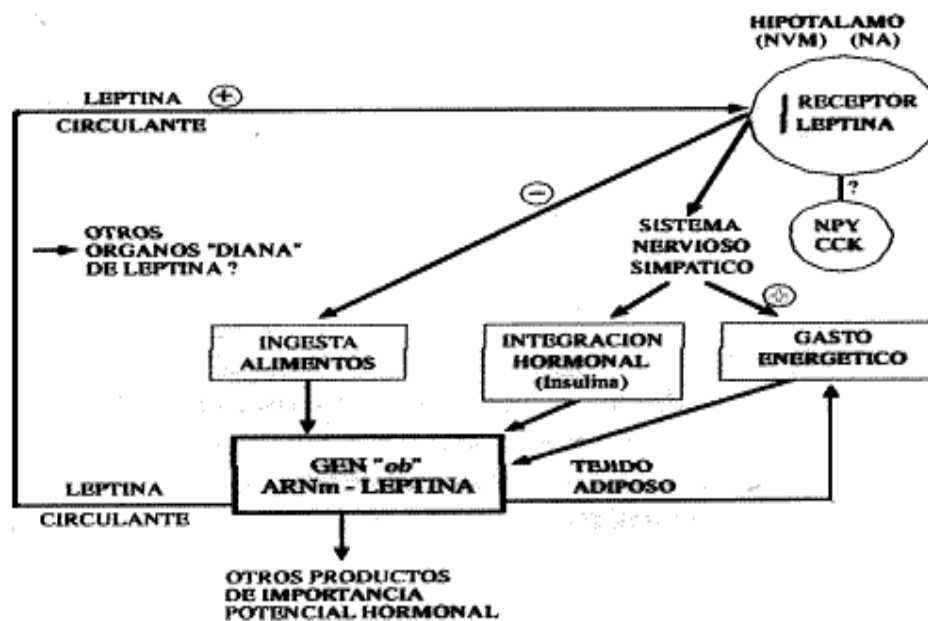 HIPOTALAMO
(NVM) (NA)
LEPTINA +
CIRCULANTE
RECEPTOR
LEPTINA
?
NPY
CCK
−
OTROS
ORGANOS "DIANA"
DE LEPTINA ?
SISTEMA
NERVIOSO
SIMPATICO
+
INGESTA
ALIMENTOS
INTEGRACION
HORMONAL
(Insulina)
GASTO
ENERGETICO
GEN "ob"
ARNm - LEPTINA
TEJIDO
ADIPOSO
LEPTINA
CIRCULANTE
OTROS PRODUCTOS
DE IMPORTANCIA
POTENCIAL HORMONAL